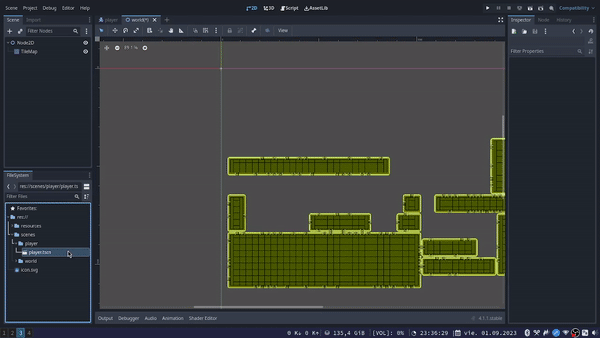 Scene Project Debug Editor Help
2D 3D Script AssetLib
Compatibility
Scene Import
player world(*)
Inspector Node History
Filter Nodes
View
Node2D
TileMap
Filter Properties
FileSystem
res://scenes/player/player.ts
Filter Files
Favorites:
res://
resources
scenes
player
player.tscn
world
icon.svg
Output Debugger Audio Animation Shader Editor
4.1.1.stable
1 2 3 4
0 K↓ 0 K↑ 135,4 GiB [VOL]: 0% 23:36:29 vie. 01.09.2023